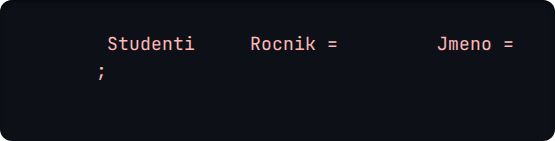 Studenti Rocnik = Jmeno =
;